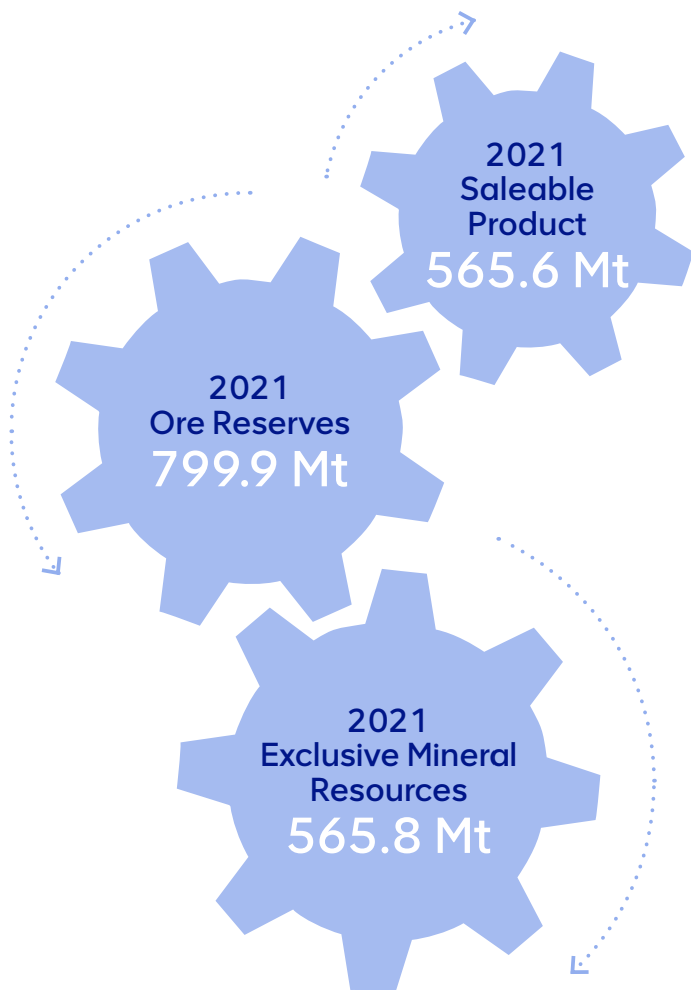 2021
Saleable
Product
565.6 Mt
2021
Ore Reserves
799.9 Mt
2021
Exclusive Mineral
Resources
565.8 Mt